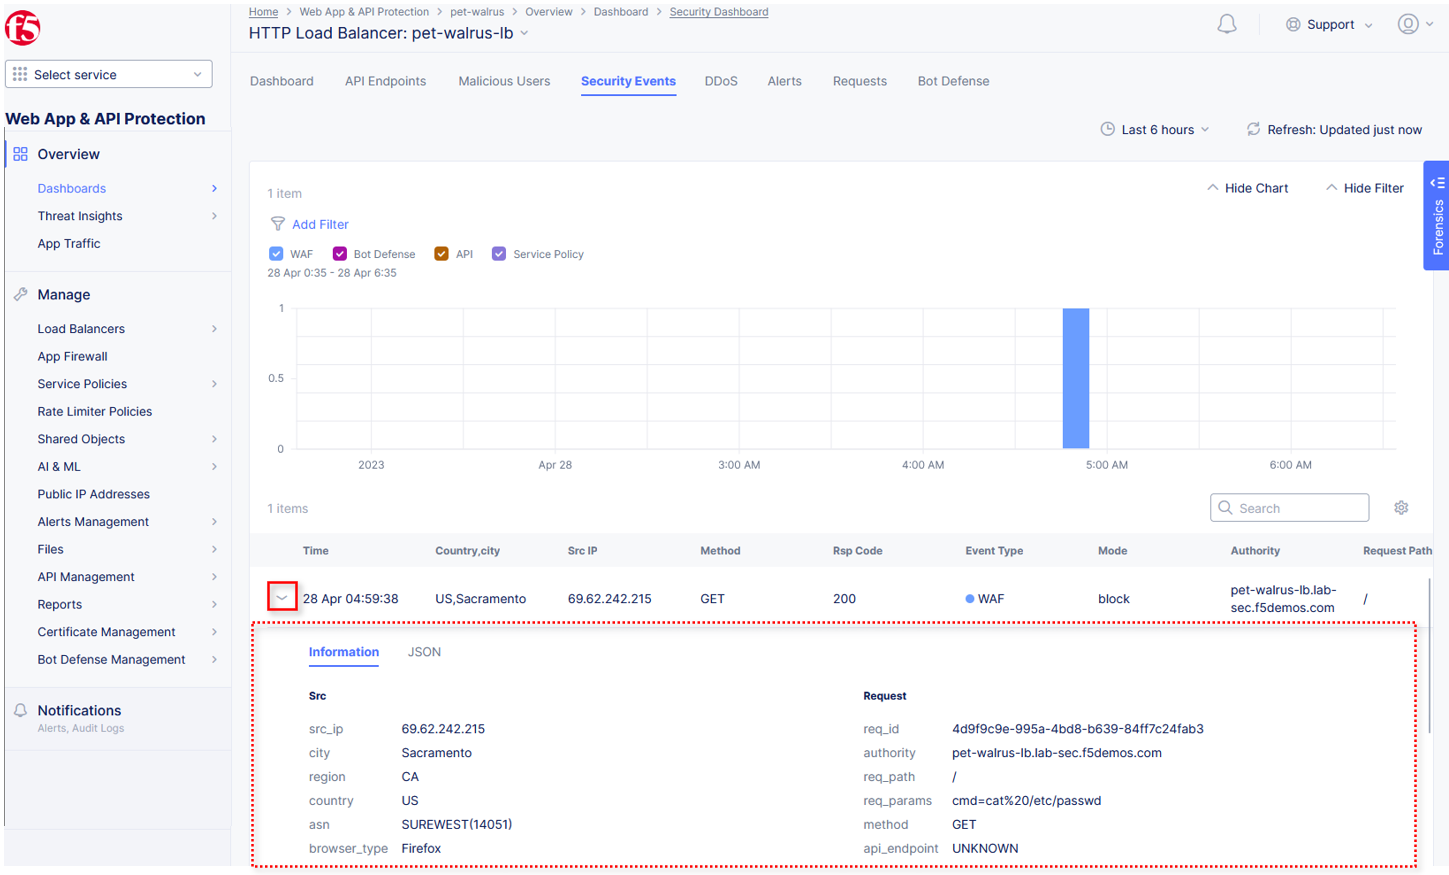 Home > Web App & API Protection > pet-walrus > Overview > Dashboard > Security Dashboard
f5
HTTP Load Balancer: pet-walrus-lb
Support
Select service
Dashboard API Endpoints Malicious Users Security Events DDoS Alerts Requests Bot Defense
Web App & API Protection
Last 6 hours Refresh: Updated just now
Overview
Dashboards
Threat Insights
App Traffic
Manage
Load Balancers
App Firewall
Service Policies
Rate Limiter Policies
Shared Objects
AI & ML
Public IP Addresses
Alerts Management
Files
API Management
Reports
Certificate Management
Bot Defense Management
Notifications
Alerts, Audit Logs
1 item
Hide Chart Hide Filter
Forensics
Add Filter
WAF Bot Defense API Service Policy
28 Apr 0:35 - 28 Apr 6:35
1
0.5
0
2023 Apr 28 3:00 AM 4:00 AM 5:00 AM 6:00 AM
1 items
Search
Time Country,city Src IP Method Rsp Code Event Type Mode Authority Request Path
28 Apr 04:59:38 US,Sacramento 69.62.242.215 GET 200 WAF block pet-walrus-lb.lab-sec.f5demos.com /
Information JSON
Src Request
src_ip 69.62.242.215 req_id 4d9f9c9e-995a-4bd8-b639-84ff7c24fab3
city Sacramento authority pet-walrus-lb.lab-sec.f5demos.com
region CA req_path /
country US req_params cmd=cat%20/etc/passwd
asn SUREWEST(14051) method GET
browser_type Firefox api_endpoint UNKNOWN